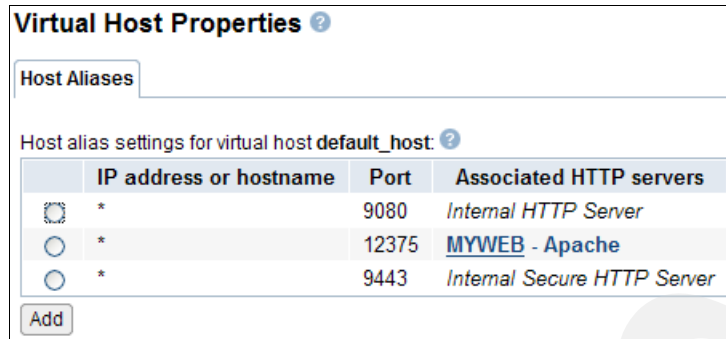 Virtual Host Properties ?
Host Aliases
Host alias settings for virtual host default_host: ?
IP address or hostname Port Associated HTTP servers
* 9080 Internal HTTP Server
* 12375 MYWEB - Apache
* 9443 Internal Secure HTTP Server
Add